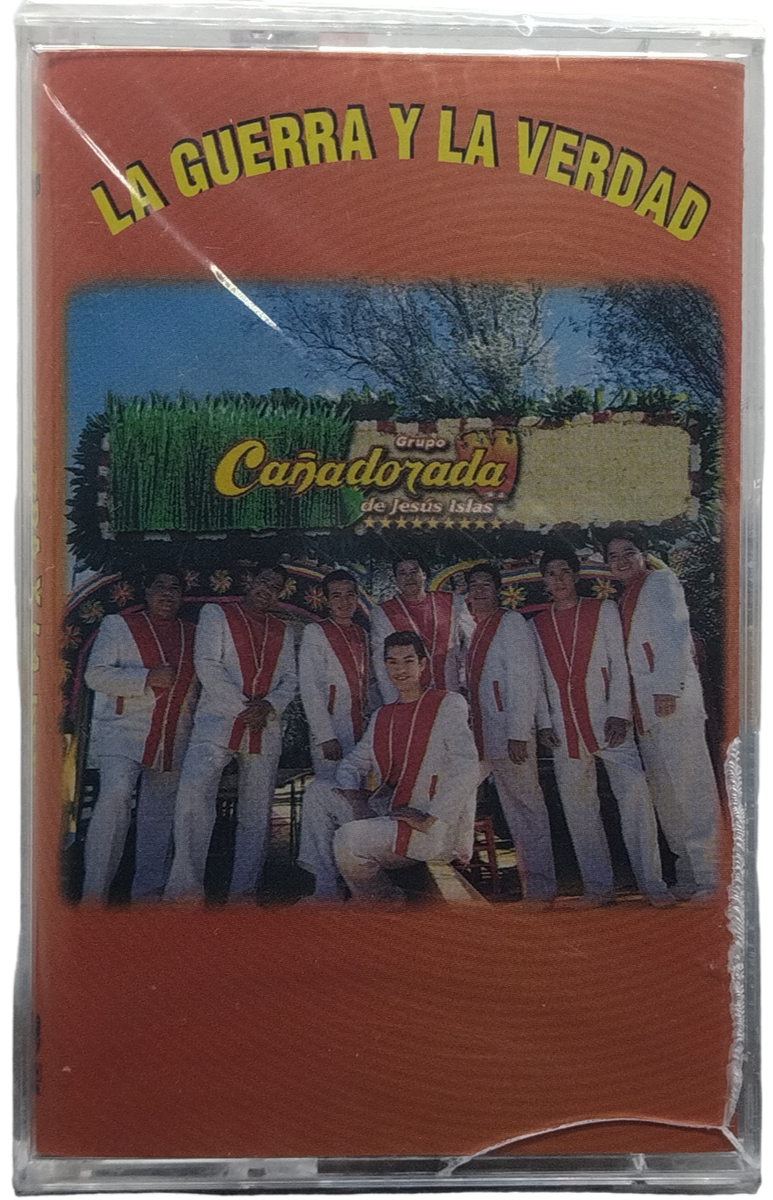 LA GUERRA Y LA VERDAD
Grupo
Cañadorada
de Jesús Islas